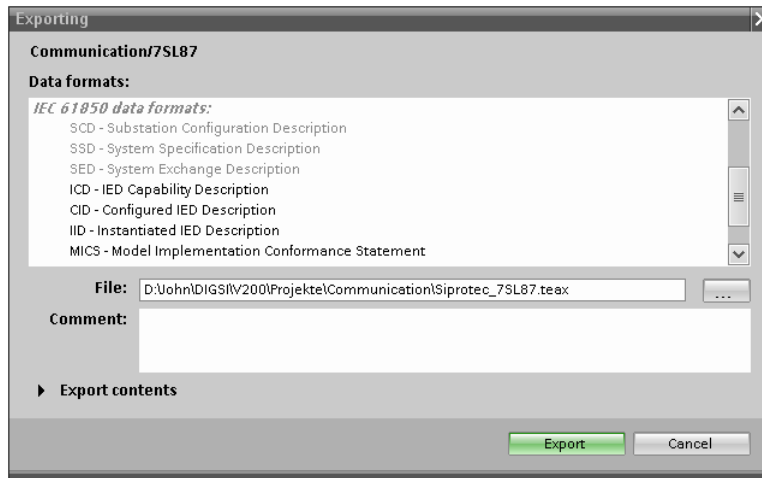 Exporting
Communication/7SL87
Data formats:
IEC 61850 data formats:
SCD - Substation Configuration Description
SSD - System Specification Description
SED - System Exchange Description
ICD - IED Capability Description
CID - Configured IED Description
IID - Instantiated IED Description
MICS - Model Implementation Conformance Statement
File: D:\John\DIGSI\V200\Projekte\Communication\Siprotec_7SL87.teax ...
Comment:
Export contents
Export Cancel